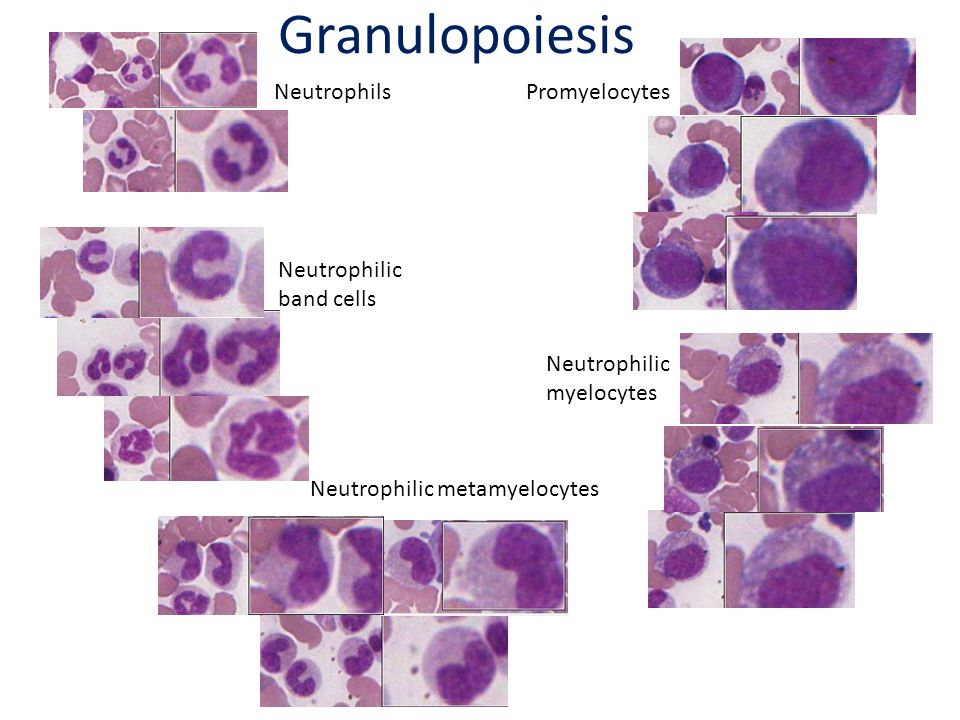 Granulopoiesis
Neutrophils
Promyelocytes
Neutrophilic
band cells
Neutrophilic
myelocytes
Neutrophilic metamyelocytes